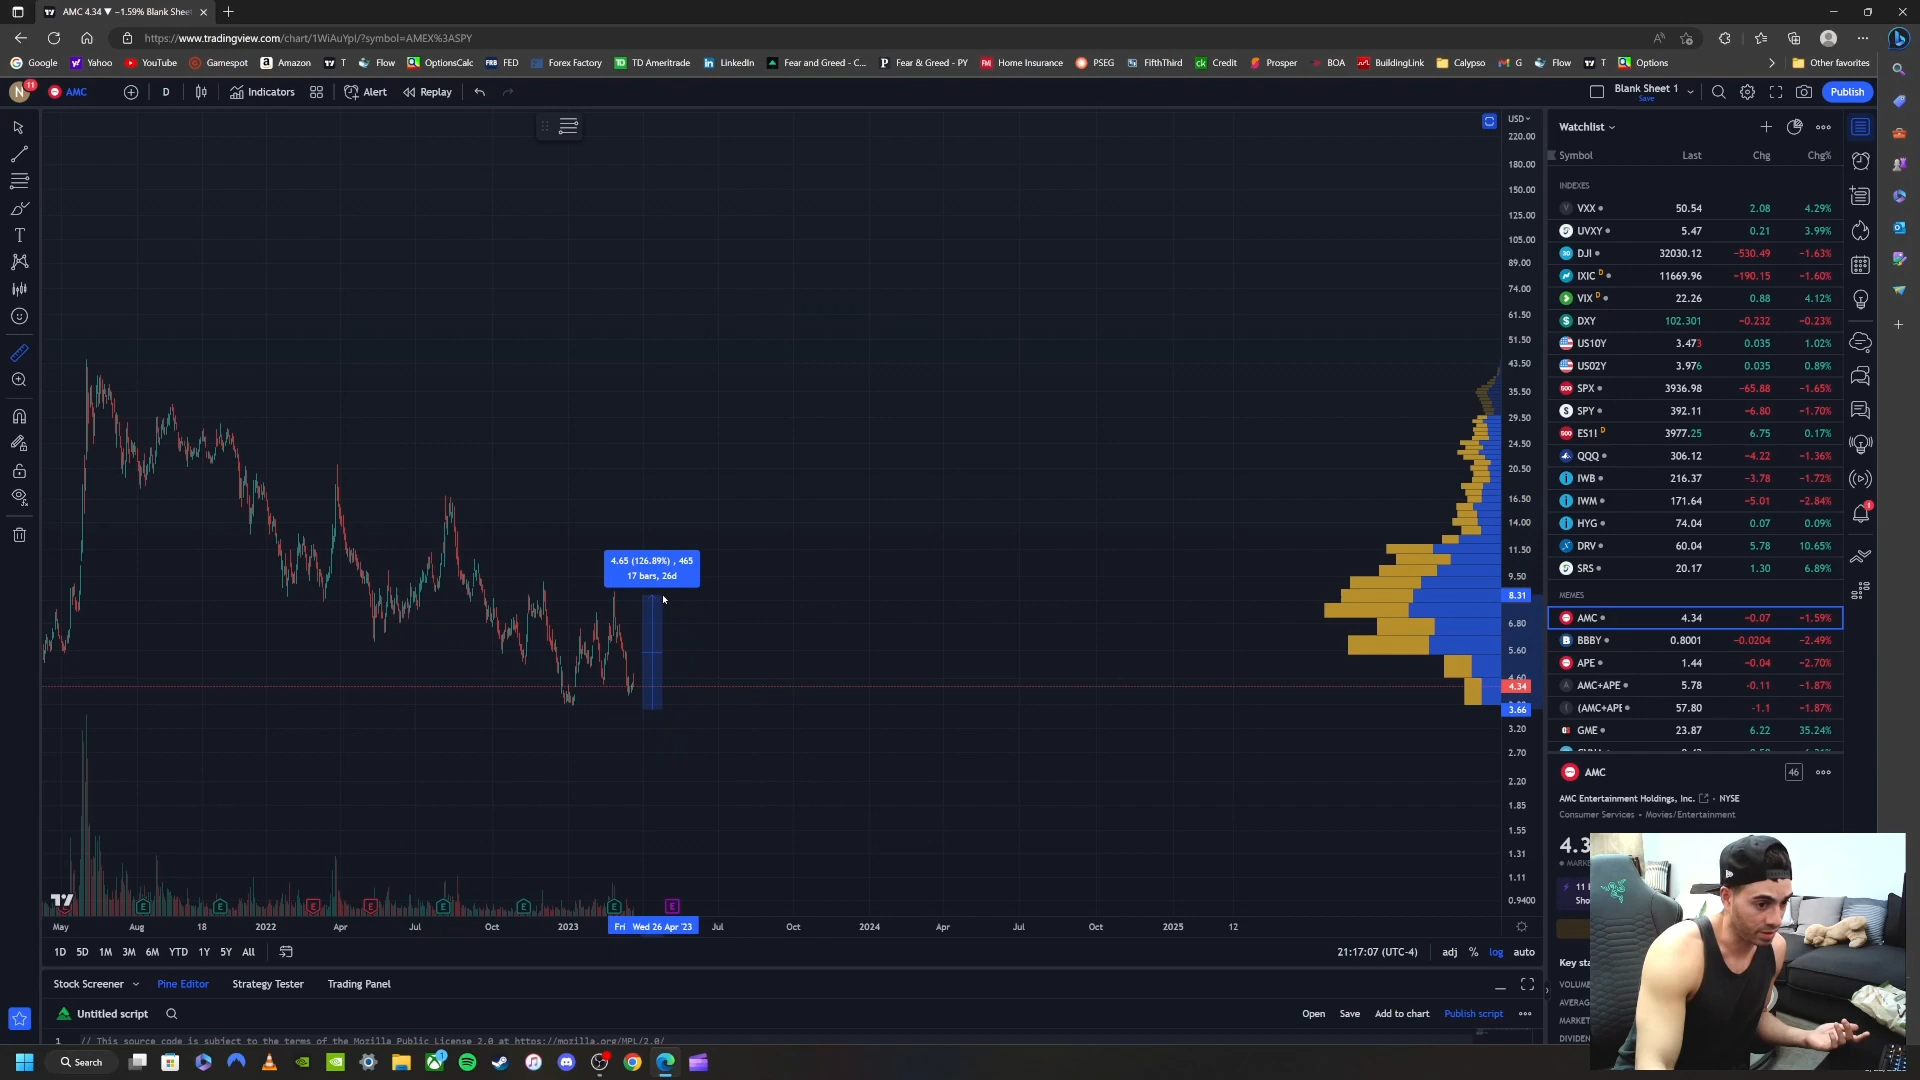 AMC 4.34 ▼ −1.59% Blank Sheet
https://www.tradingview.com/chart/1WiAuYpI/?symbol=AMEX%3ASPY
Google Yahoo YouTube Gamespot Amazon T Flow OptionsCalc FED Forex Factory TD Ameritrade LinkedIn Fear and Greed - C... Fear & Greed - PY Home Insurance PSEG FifthThird Credit Prosper BOA BuildingLink Calypso G Flow T Options Other favorites
N 11 AMC D Indicators Alert Replay Blank Sheet 1 Save Publish
USD
220.00
180.00
150.00
125.00
105.00
89.00
74.00
61.50
51.50
43.50
35.50
29.50
24.50
20.50
16.50
14.00
11.50
9.50
8.31
6.80
5.60
4.60
4.34
3.66
3.20
2.70
2.20
1.85
1.55
1.31
1.11
0.9400
4.65 (126.89%) , 465
17 bars, 26d
May Aug 18 2022 Apr Jul Oct 2023 Fri Wed 26 Apr '23 Jul Oct 2024 Apr Jul Oct 2025 12
1D 5D 1M 3M 6M YTD 1Y 5Y All 21:17:07 (UTC-4) adj % log auto
Stock Screener Pine Editor Strategy Tester Trading Panel
Untitled script Open Save Add to chart Publish script
1 // This source code is subject to the terms of the Mozilla Public License 2.0 at https://mozilla.org/MPL/2.0/
Watchlist
Symbol Last Chg Chg%
INDEXES
VXX 50.54 2.08 4.29%
UVXY 5.47 0.21 3.99%
DJI 32030.12 −530.49 −1.63%
IXIC D 11669.96 −190.15 −1.60%
VIX D 22.26 0.88 4.12%
DXY 102.301 −0.232 −0.23%
US10Y 3.473 0.035 1.02%
US02Y 3.976 0.035 0.89%
SPX 3936.98 −65.88 −1.65%
SPY 392.11 −6.80 −1.70%
ES1! D 3977.25 6.75 0.17%
QQQ 306.12 −4.22 −1.36%
IWB 216.37 −3.78 −1.72%
IWM 171.64 −5.01 −2.84%
HYG 74.04 0.07 0.09%
DRV 60.04 5.78 10.65%
SRS 20.17 1.30 6.89%
MEMES
AMC 4.34 −0.07 −1.59%
BBBY 0.8001 −0.0204 −2.49%
APE 1.44 −0.04 −2.70%
AMC+APE 5.78 −0.11 −1.87%
(AMC+APE 57.80 −1.1 −1.87%
GME 23.87 6.22 35.24%
AMC 46
AMC Entertainment Holdings, Inc. • NYSE
Consumer Services • Movies/Entertainment
4.3
Key sta
VOLUME
AVERAG
MARKET
DIVIDEN
Search